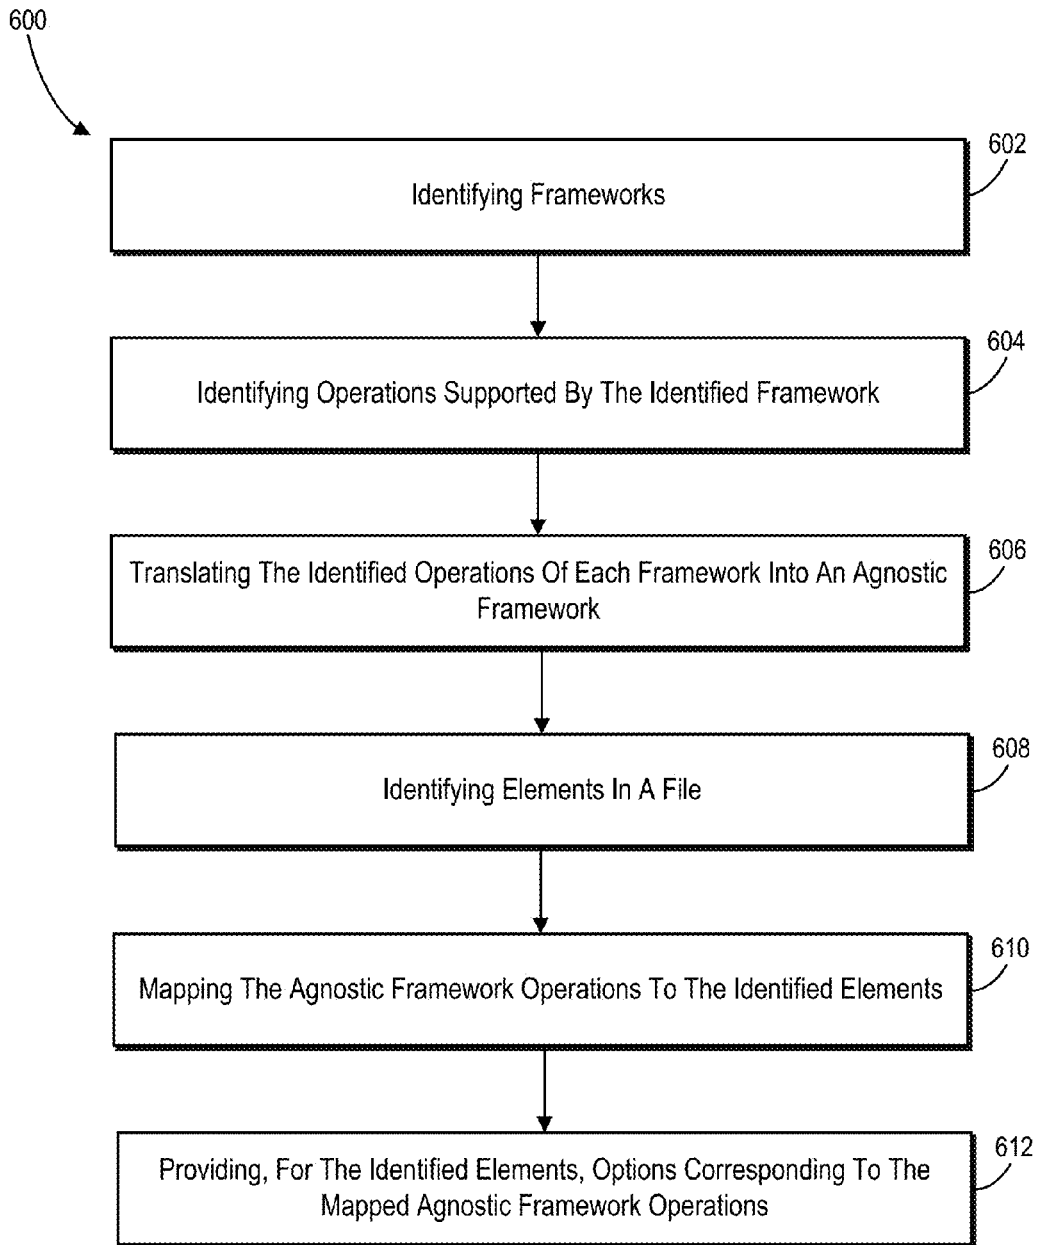 600
602
Identifying Frameworks
604
Identifying Operations Supported By The Identified Framework
606
Translating The Identified Operations Of Each Framework Into An Agnostic
Framework
608
Identifying Elements In A File
610
Mapping The Agnostic Framework Operations To The Identified Elements
612
Providing, For The Identified Elements, Options Corresponding To The
Mapped Agnostic Framework Operations